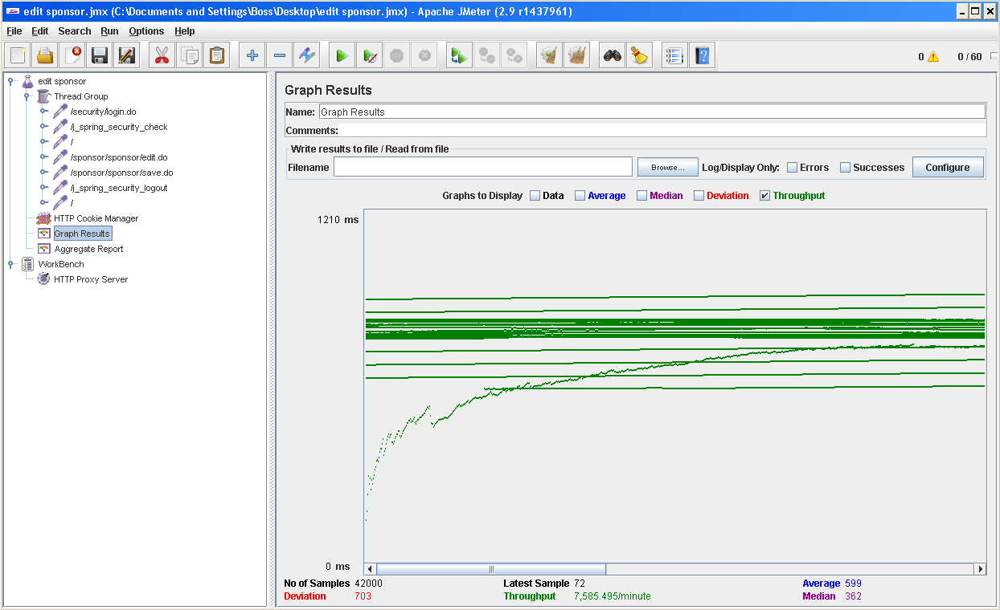 edit sponsor.jmx (C:\Documents and Settings\Boss\Desktop\edit sponsor.jmx) - Apache JMeter (2.9 r1437961)
File Edit Search Run Options Help
0 0 / 60
edit sponsor
Thread Group
/security/login.do
/j_spring_security_check
/
/sponsor/sponsor/edit.do
/sponsor/sponsor/save.do
/j_spring_security_logout
/
HTTP Cookie Manager
Graph Results
Aggregate Report
WorkBench
HTTP Proxy Server
Graph Results
Name: Graph Results
Comments:
Write results to file / Read from file
Filename Browse... Log/Display Only: Errors Successes Configure
Graphs to Display Data Average Median Deviation Throughput
1210 ms
0 ms
No of Samples 42000 Latest Sample 72 Average 599
Deviation 703 Throughput 7,585.495/minute Median 362